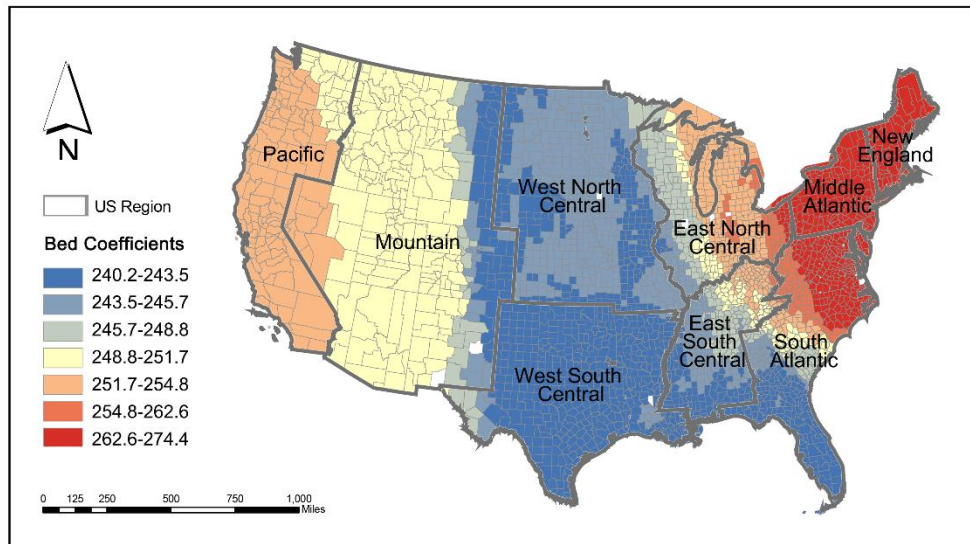 N
US Region
Bed Coefficients
240.2-243.5
243.5-245.7
245.7-248.8
248.8-251.7
251.7-254.8
254.8-262.6
262.6-274.4
0 125 250 500 750 1,000
Miles
Pacific
Mountain
West North
Central
West South
Central
East North
Central
East
South
Central
South
Atlantic
Middle
Atlantic
New
England